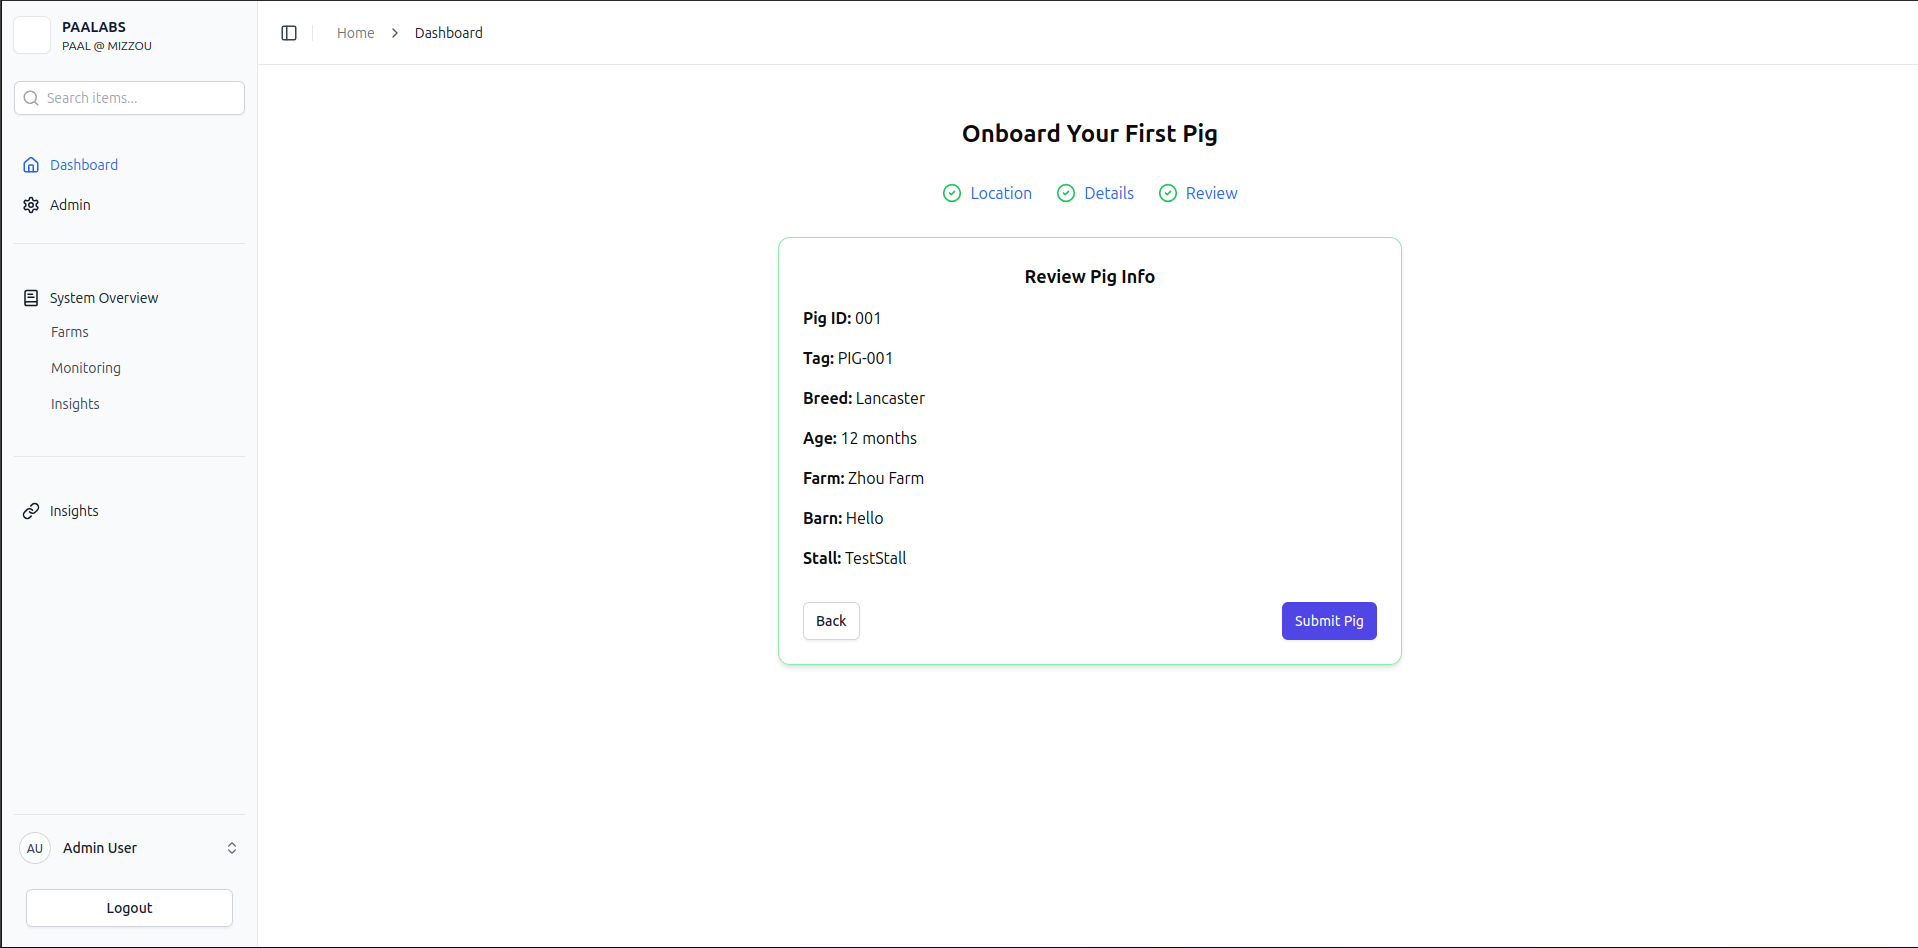 PAALABS
PAAL @ MIZZOU
Search items...
Dashboard
Admin
System Overview
Farms
Monitoring
Insights
Insights
AU Admin User
Logout
Home > Dashboard
Onboard Your First Pig
Location Details Review
Review Pig Info
Pig ID: 001
Tag: PIG-001
Breed: Lancaster
Age: 12 months
Farm: Zhou Farm
Barn: Hello
Stall: TestStall
Back Submit Pig